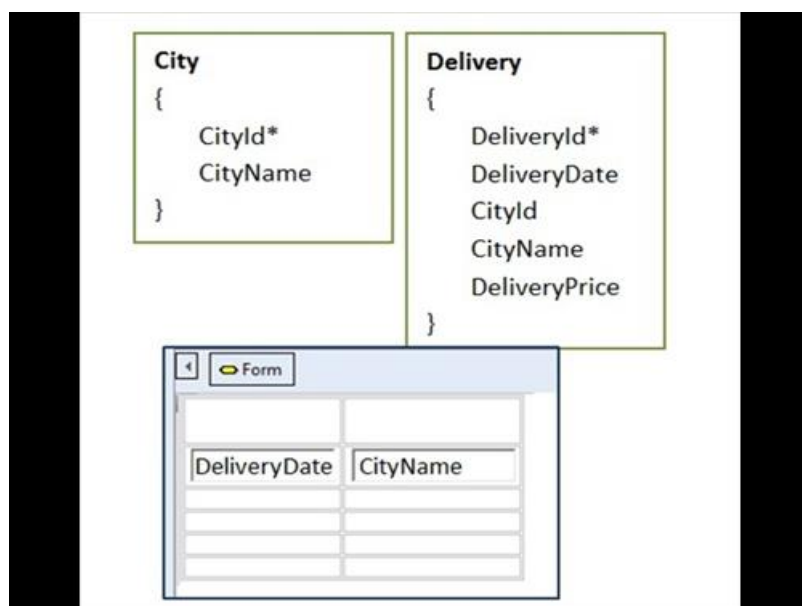 City
{
CityId*
CityName
}
Delivery
{
DeliveryId*
DeliveryDate
CityId
CityName
DeliveryPrice
}
Form
DeliveryDate CityName